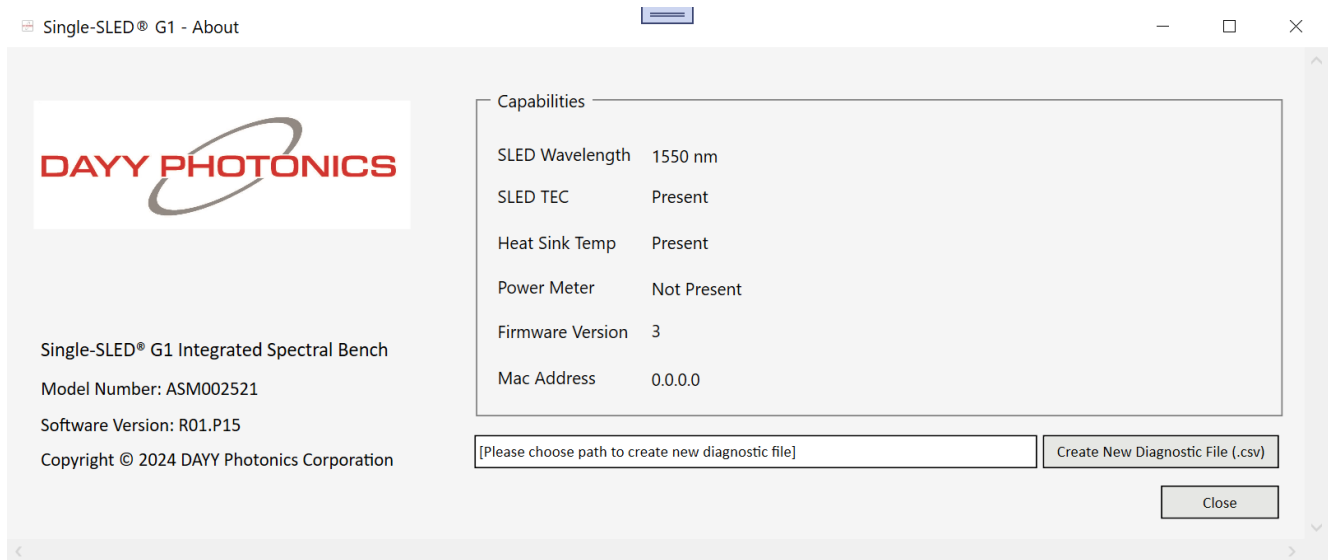 Single-SLED® G1 - About
DAYY PHOTONICS
Single-SLED® G1 Integrated Spectral Bench
Model Number: ASM002521
Software Version: R01.P15
Copyright © 2024 DAYY Photonics Corporation
Capabilities
SLED Wavelength 1550 nm
SLED TEC Present
Heat Sink Temp Present
Power Meter Not Present
Firmware Version 3
Mac Address 0.0.0.0
[Please choose path to create new diagnostic file] Create New Diagnostic File (.csv)
Close